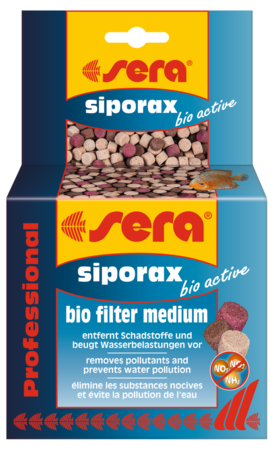 sera®
siporax
bio active
sera®
siporax
bio active
Professional
bio filter medium
entfernt Schadstoffe und
beugt Wasserbelastungen vor
removes pollutants and
prevents water pollution
élimine les substances nocives
et évite la pollution de l'eau